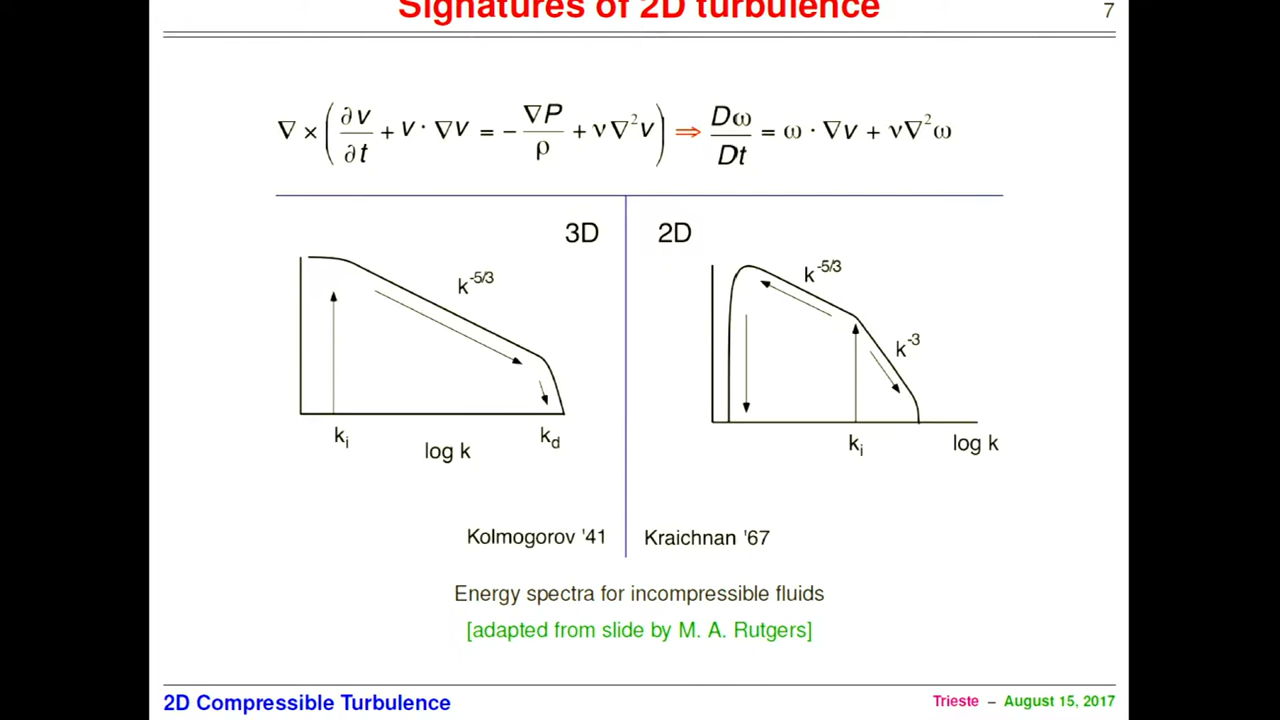 Signatures of 2D turbulence
7
∇ × ( ∂v/∂t + v · ∇v = − ∇P/ρ + ν∇²v ) ⇒ Dω/Dt = ω · ∇v + ν∇²ω
3D
2D
k^-5/3
k^-5/3
k^-3
k_i
k_d
log k
k_i
log k
Kolmogorov '41
Kraichnan '67
Energy spectra for incompressible fluids
[adapted from slide by M. A. Rutgers]
2D Compressible Turbulence
Trieste – August 15, 2017